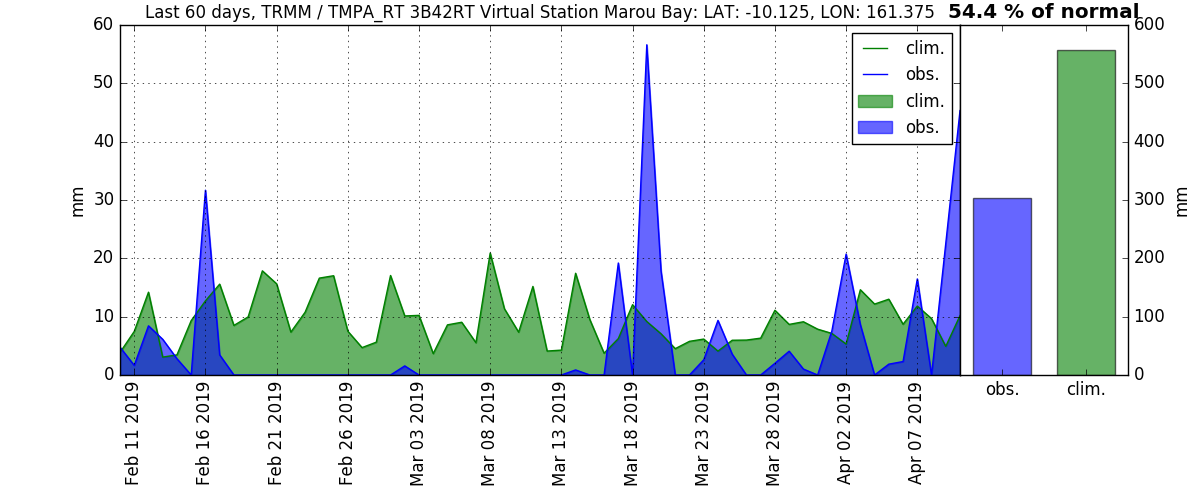 Last 60 days, TRMM / TMPA_RT 3B42RT Virtual Station Marou Bay: LAT: -10.125, LON: 161.375 54.4 % of normal
60 600
50 500
40 400
30 300
20 200
10 100
0 0
mm
mm
clim.
obs.
clim.
obs.
obs. clim.
Feb 11 2019
Feb 16 2019
Feb 21 2019
Feb 26 2019
Mar 03 2019
Mar 08 2019
Mar 13 2019
Mar 18 2019
Mar 23 2019
Mar 28 2019
Apr 02 2019
Apr 07 2019